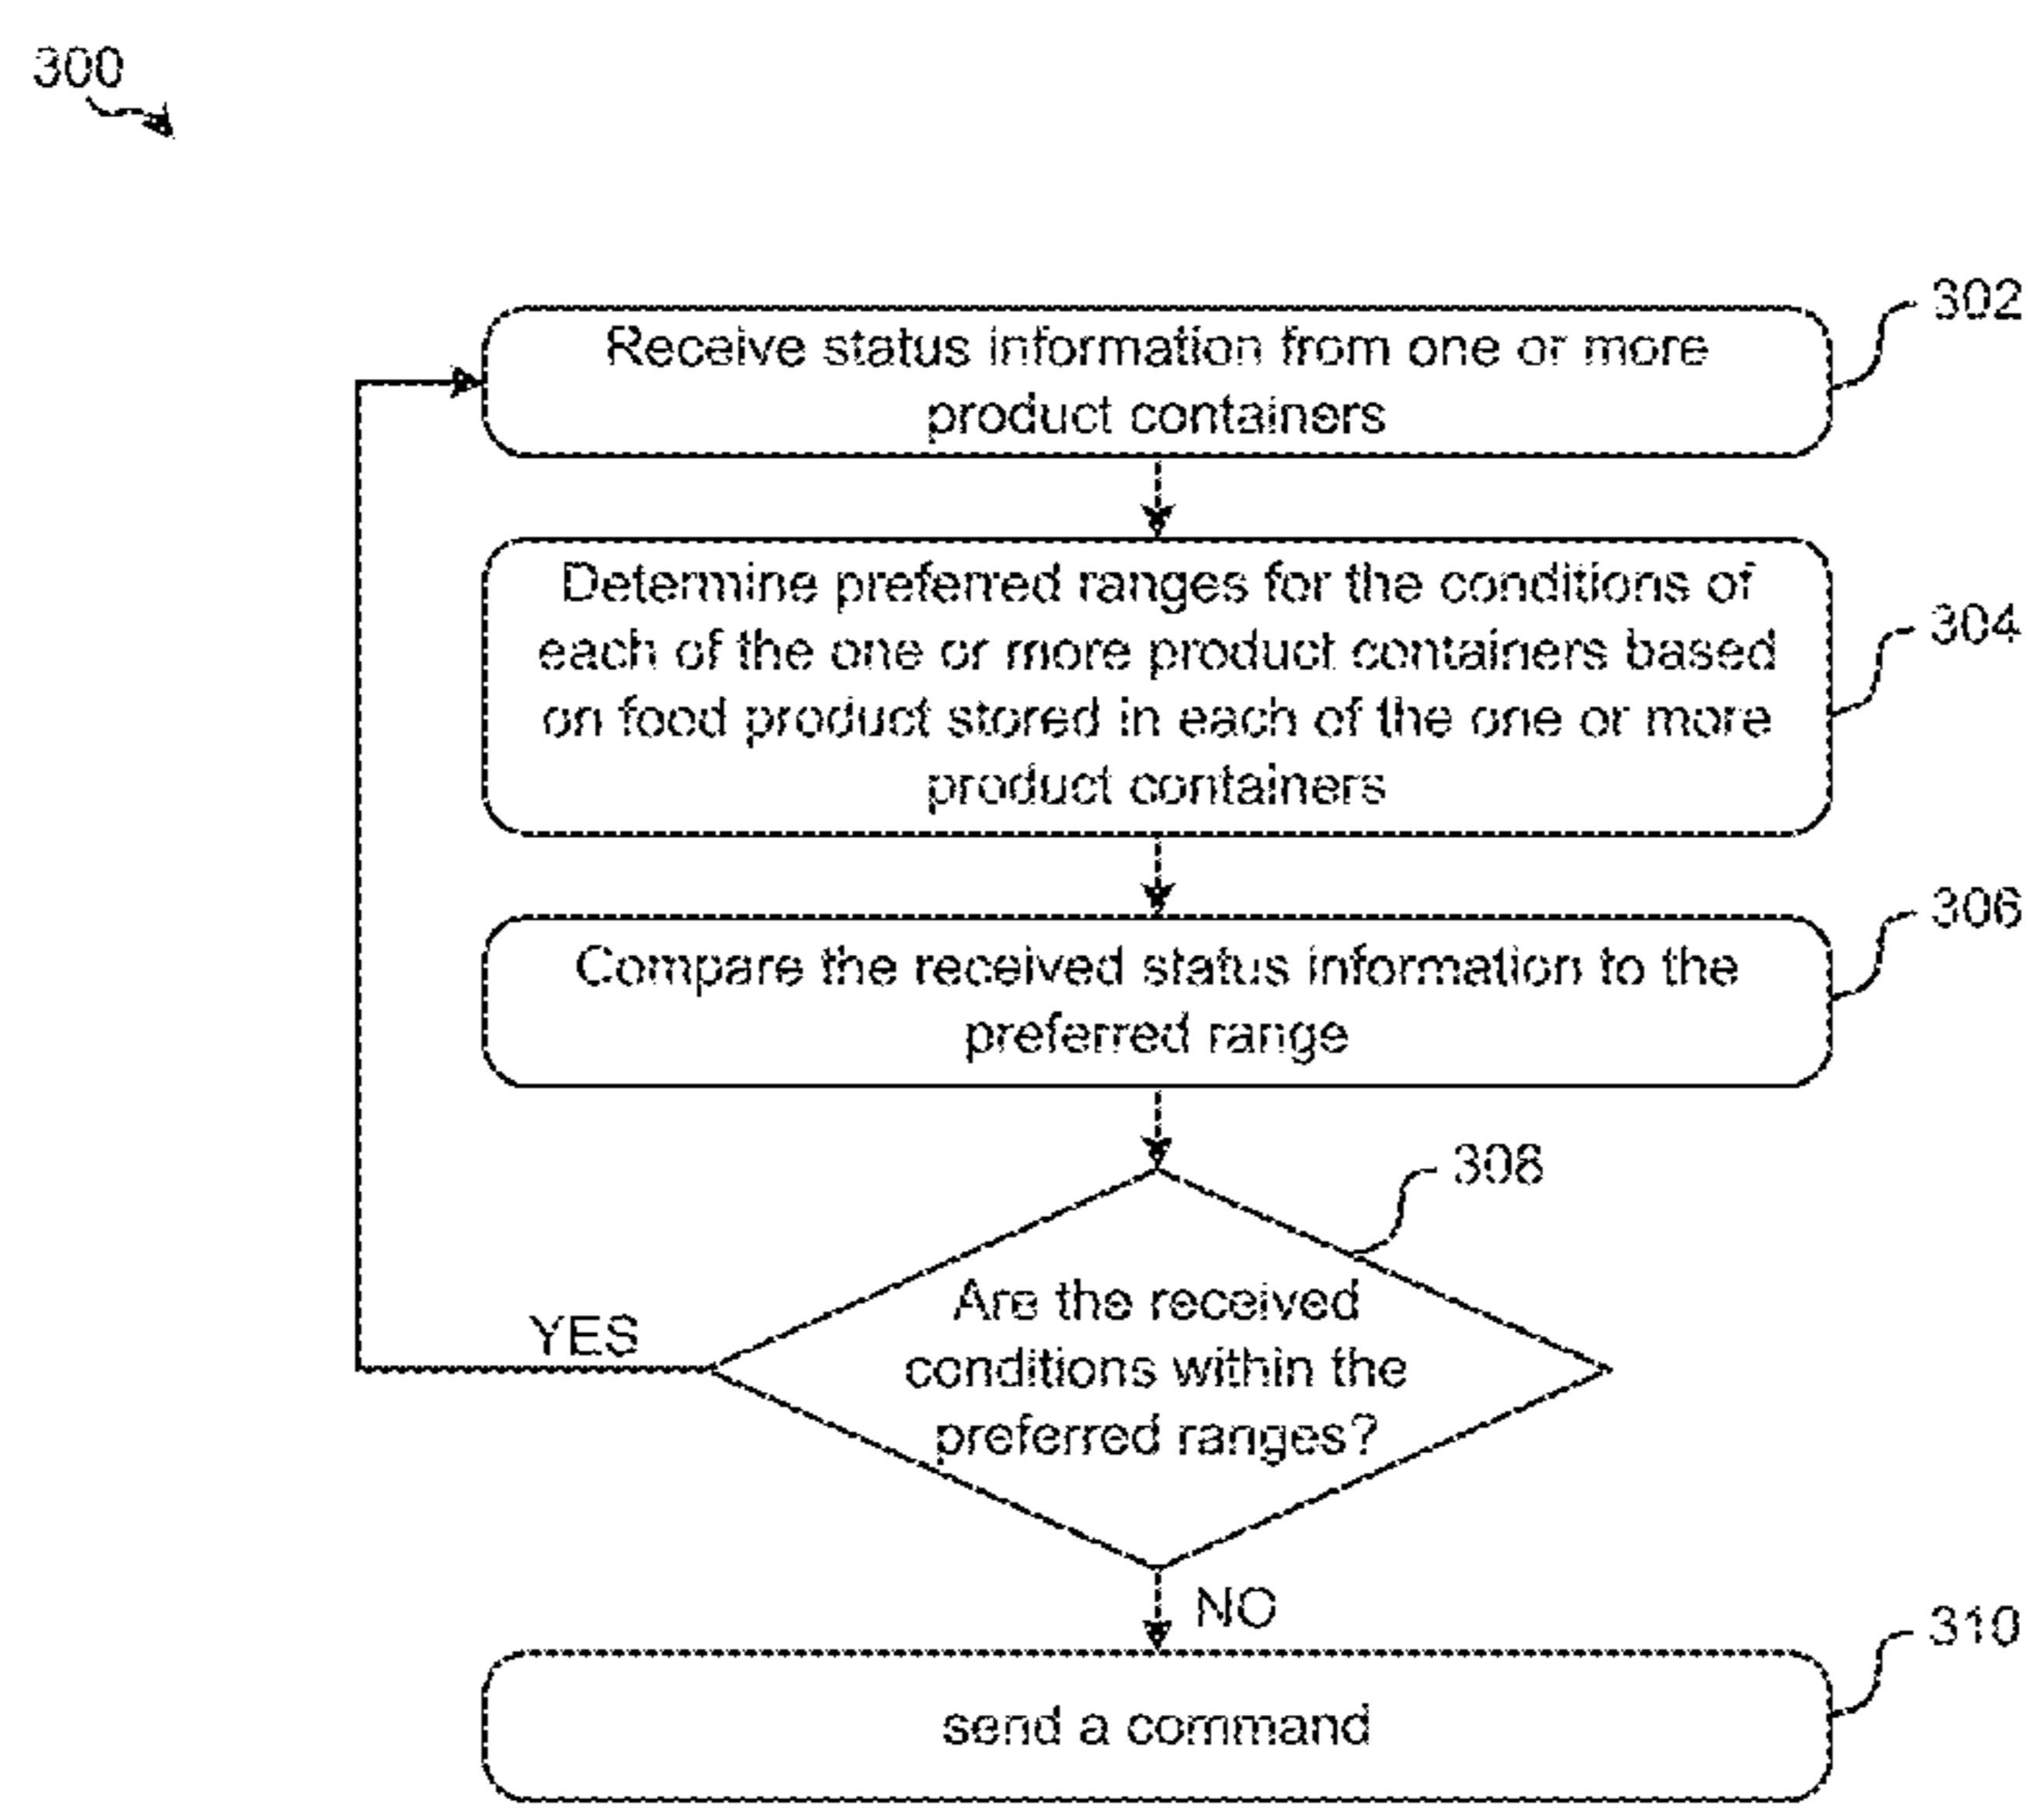 300
302
Receive status information from one or more
product containers
304
Determine preferred ranges for the conditions of
each of the one or more product containers based
on food product stored in each of the one or more
product containers
306
Compare the received status information to the
preferred range
308
Are the received
conditions within the
preferred ranges?
YES
NO
310
send a command